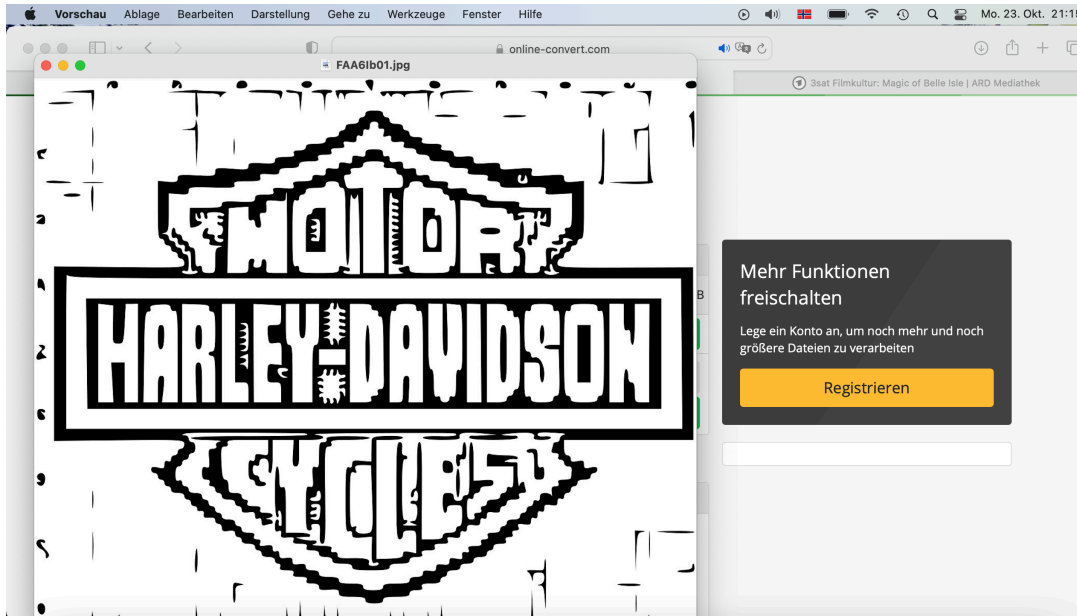 Vorschau Ablage Bearbeiten Darstellung Gehe zu Werkzeuge Fenster Hilfe
Mo. 23. Okt. 21:15
online-convert.com
FAA6Ib01.jpg
3sat Filmkultur: Magic of Belle Isle | ARD Mediathek
MOTOR
HARLEY-DAVIDSON
CYCLES
B
Mehr Funktionen
freischalten
Lege ein Konto an, um noch mehr und noch
größere Dateien zu verarbeiten
Registrieren